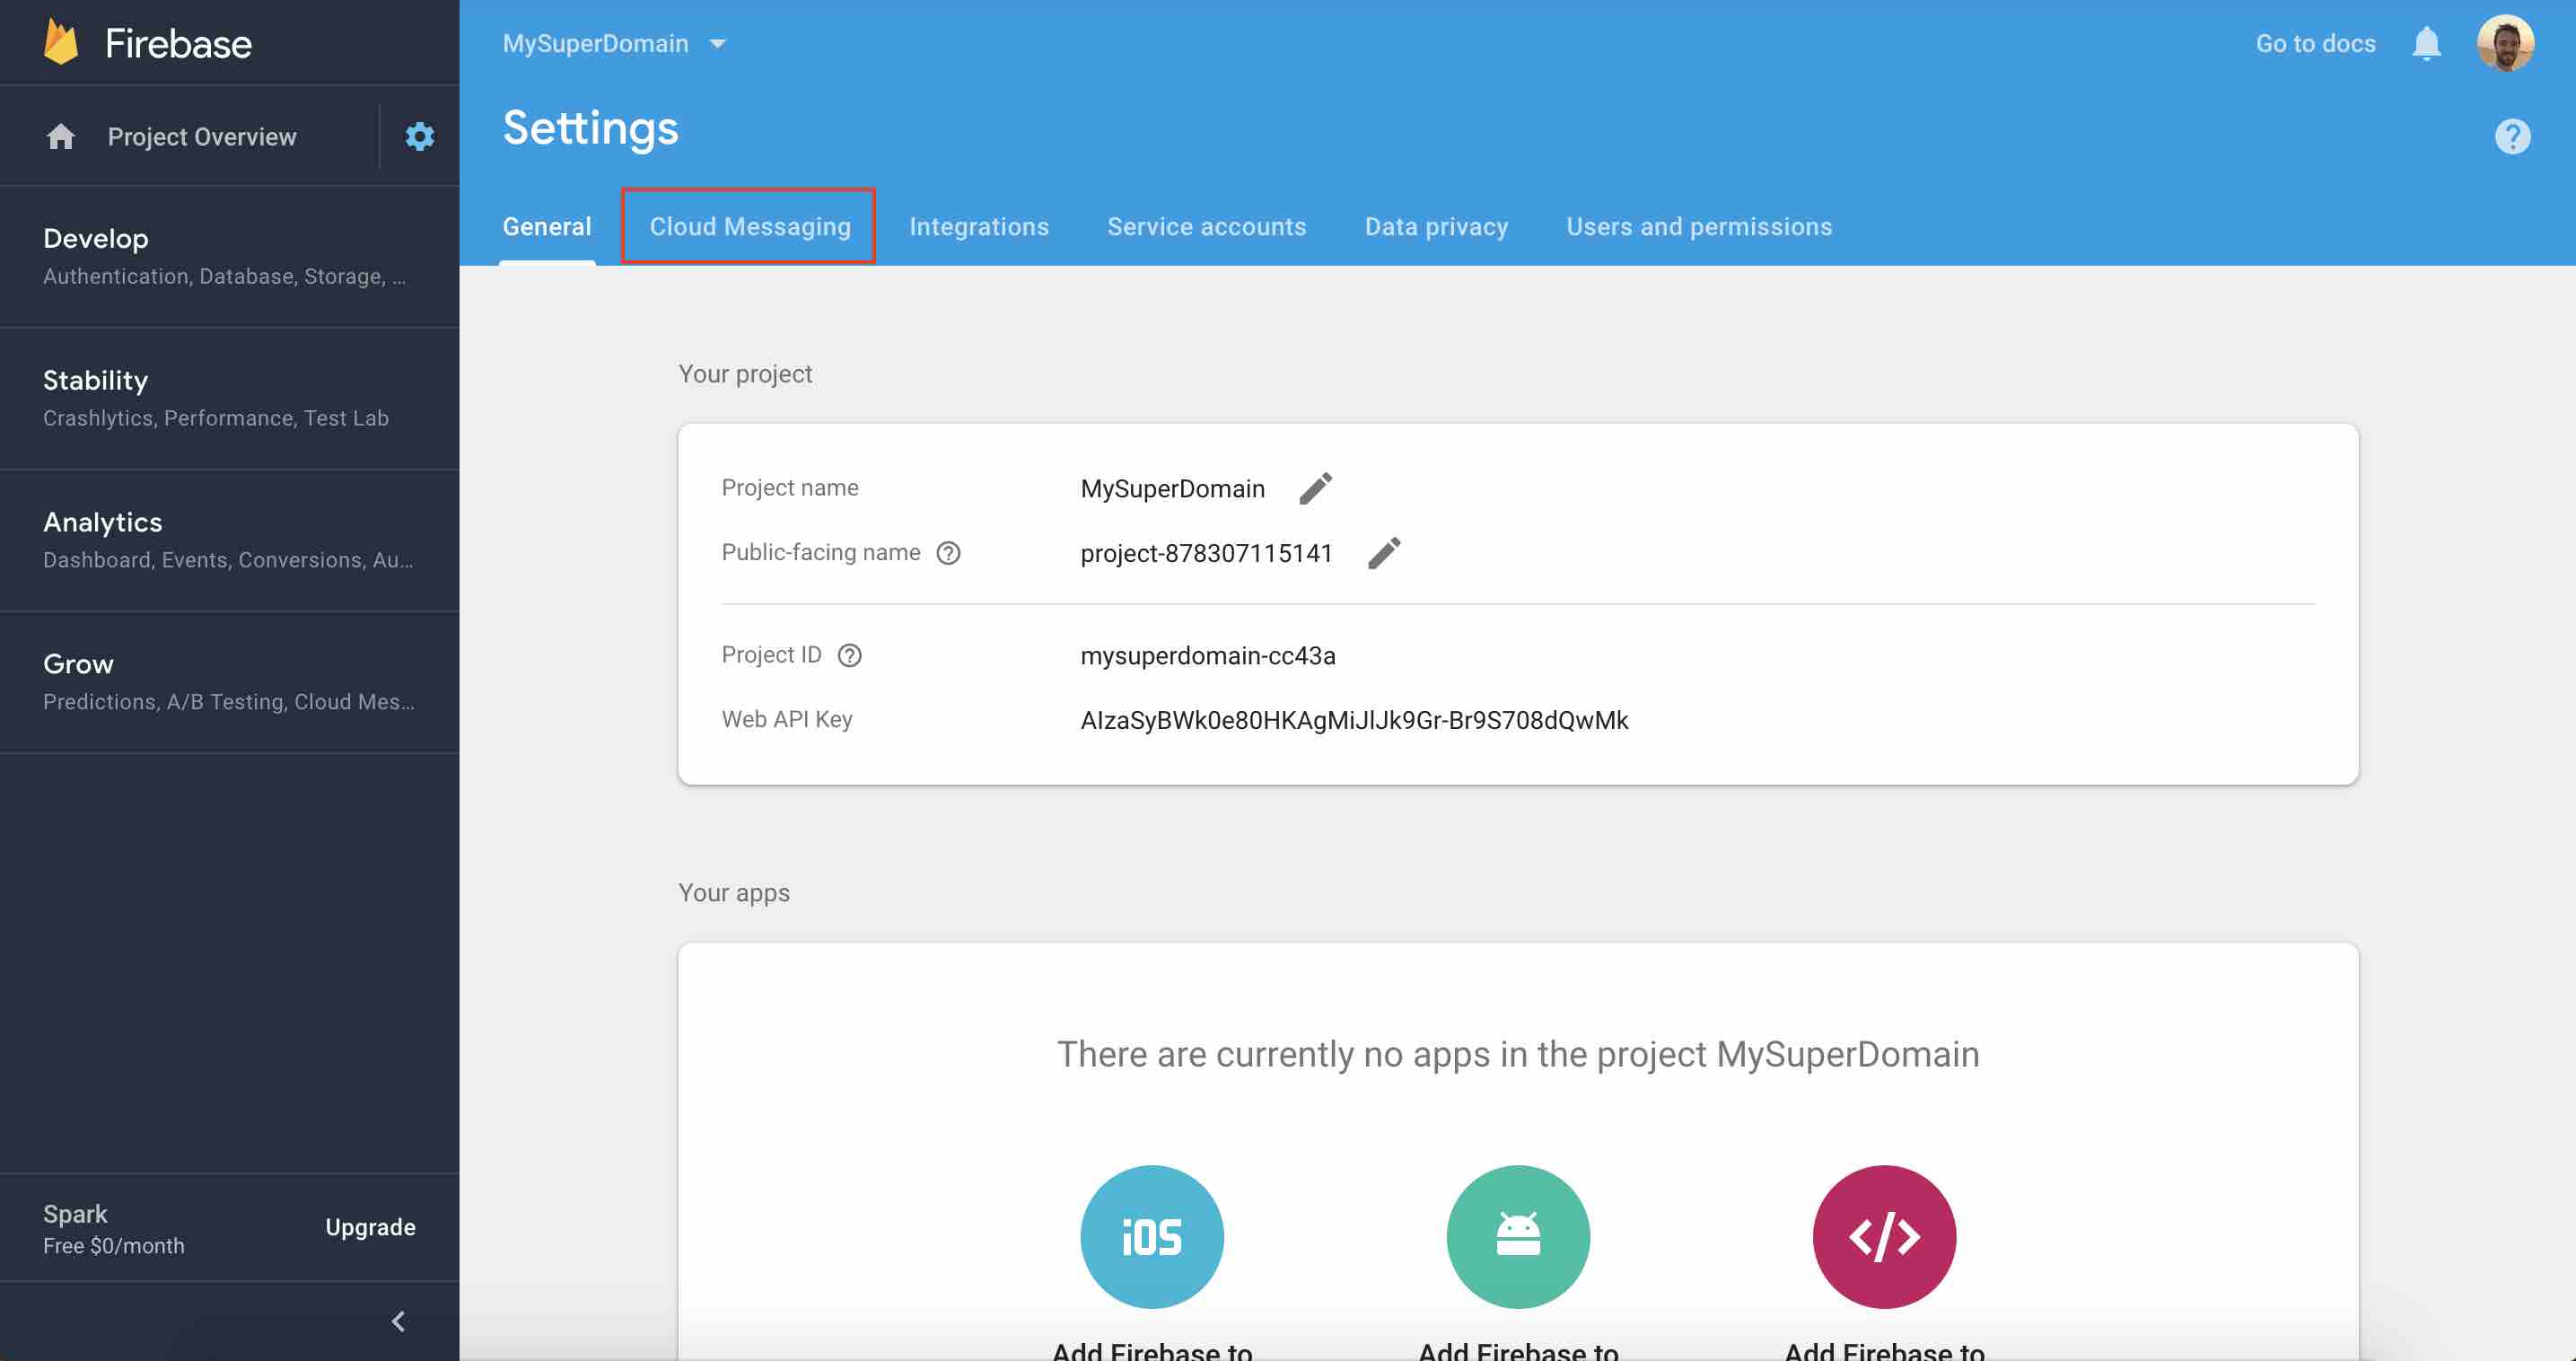 Firebase
MySuperDomain
Go to docs
Project Overview
Settings
General
Cloud Messaging
Integrations
Service accounts
Data privacy
Users and permissions
Develop
Authentication, Database, Storage, ...
Stability
Crashlytics, Performance, Test Lab
Analytics
Dashboard, Events, Conversions, Au...
Grow
Predictions, A/B Testing, Cloud Mes...
Spark
Free $0/month
Upgrade
Your project
Project name
MySuperDomain
Public-facing name
project-878307115141
Project ID
mysuperdomain-cc43a
Web API Key
AIzaSyBWk0e80HKAgMiJlJk9Gr-Br9S708dQwMk
Your apps
There are currently no apps in the project MySuperDomain
iOS
</>
Add Firebase to
Add Firebase to
Add Firebase to